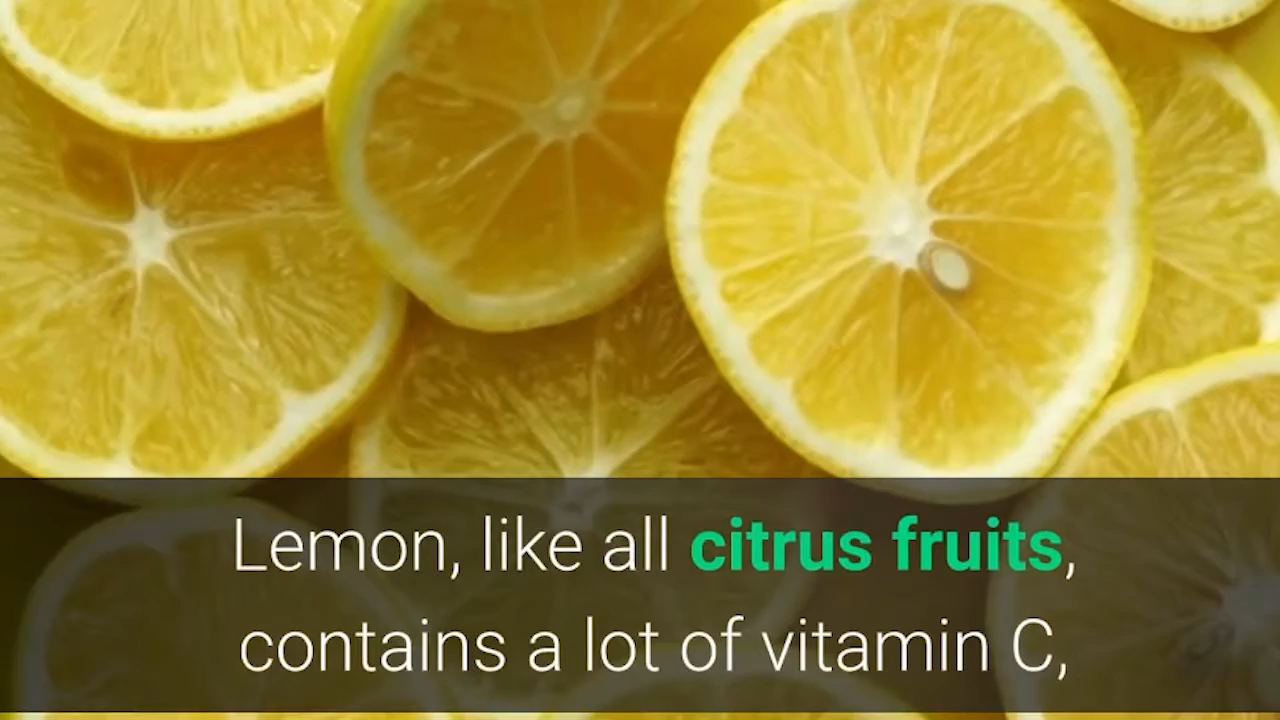 Lemon, like all citrus fruits,
contains a lot of vitamin C,